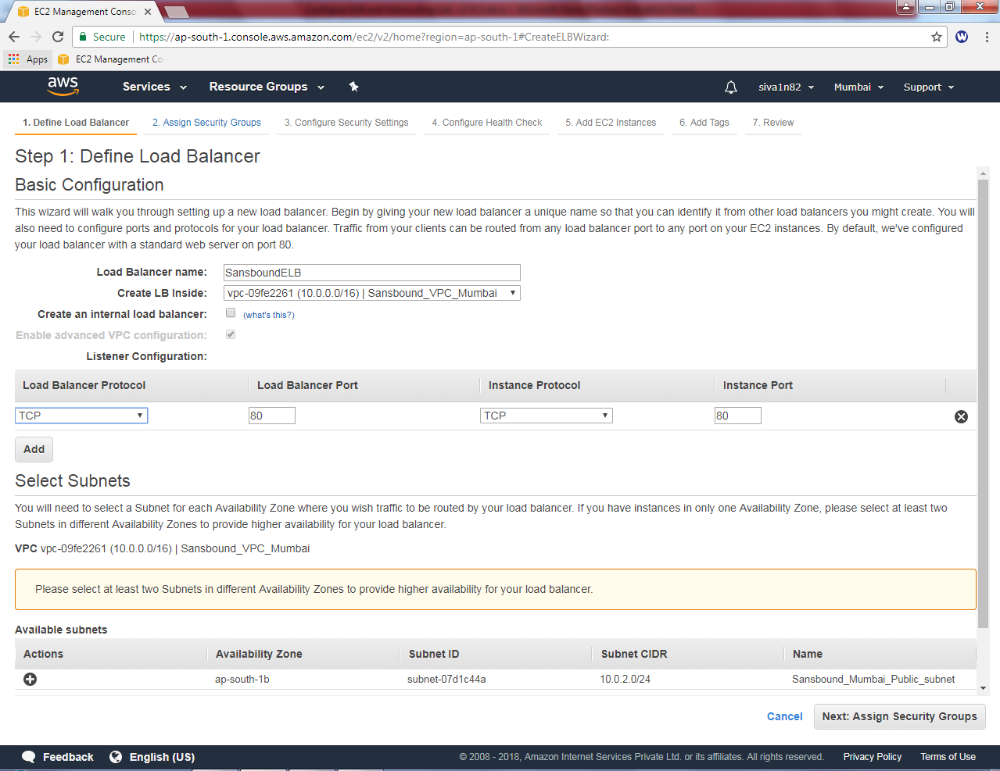 EC2 Management Conso
Secure
https://ap-south-1.console.aws.amazon.com/ec2/v2/home?region=ap-south-1#CreateELBWizard:
W
Apps
EC2 Management Co
aws
Services
Resource Groups
siva1n82
Mumbai
Support
1. Define Load Balancer
2. Assign Security Groups
3. Configure Security Settings
4. Configure Health Check
5. Add EC2 Instances
6. Add Tags
7. Review
Step 1: Define Load Balancer
Basic Configuration
This wizard will walk you through setting up a new load balancer. Begin by giving your new load balancer a unique name so that you can identify it from other load balancers you might create. You will
also need to configure ports and protocols for your load balancer. Traffic from your clients can be routed from any load balancer port to any port on your EC2 instances. By default, we've configured
your load balancer with a standard web server on port 80.
Load Balancer name: SansboundELB
Create LB Inside: vpc-09fe2261 (10.0.0.0/16) | Sansbound_VPC_Mumbai
Create an internal load balancer: (what's this?)
Enable advanced VPC configuration:
Listener Configuration:
Load Balancer Protocol Load Balancer Port Instance Protocol Instance Port
TCP 80 TCP 80
Add
Select Subnets
You will need to select a Subnet for each Availability Zone where you wish traffic to be routed by your load balancer. If you have instances in only one Availability Zone, please select at least two
Subnets in different Availability Zones to provide higher availability for your load balancer.
VPC vpc-09fe2261 (10.0.0.0/16) | Sansbound_VPC_Mumbai
Please select at least two Subnets in different Availability Zones to provide higher availability for your load balancer.
Available subnets
Actions Availability Zone Subnet ID Subnet CIDR Name
ap-south-1b subnet-07d1c44a 10.0.2.0/24 Sansbound_Mumbai_Public_subnet
Cancel
Next: Assign Security Groups
Feedback
English (US)
© 2008 - 2018, Amazon Internet Services Private Ltd. or its affiliates. All rights reserved.
Privacy Policy
Terms of Use